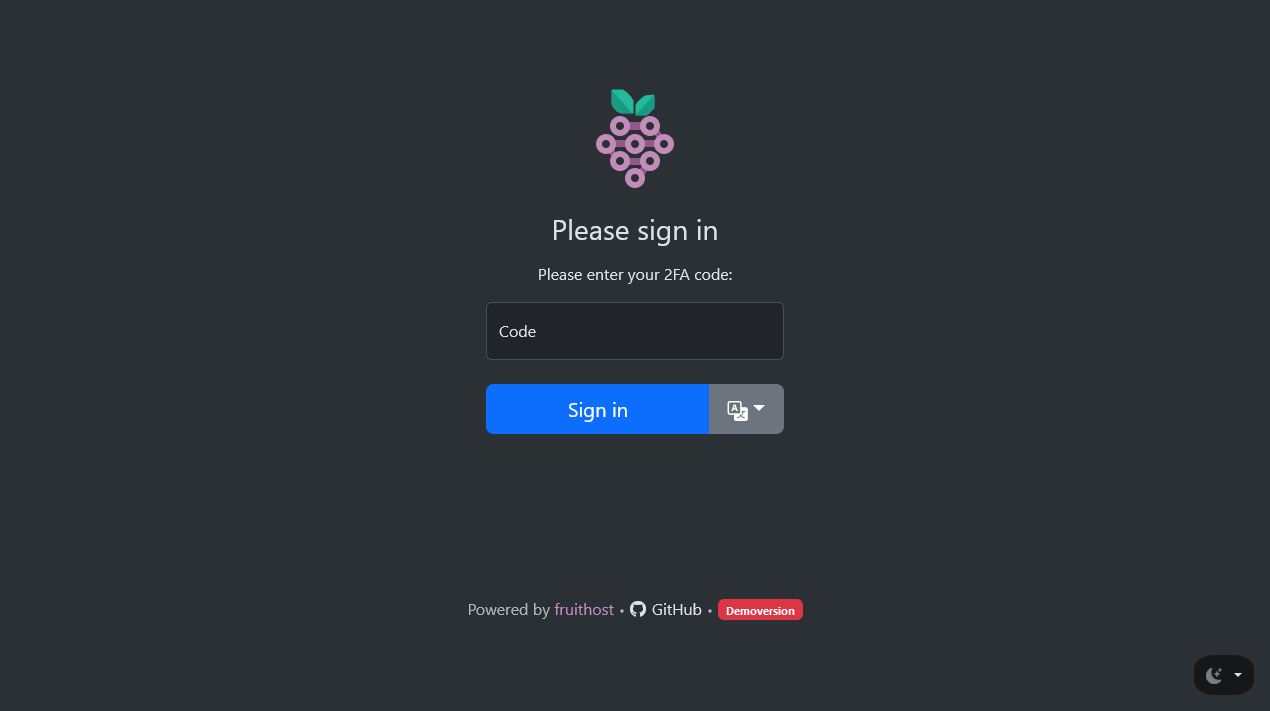 Please sign in
Please enter your 2FA code:
Code
Sign in
Powered by fruithost • GitHub • Demoversion